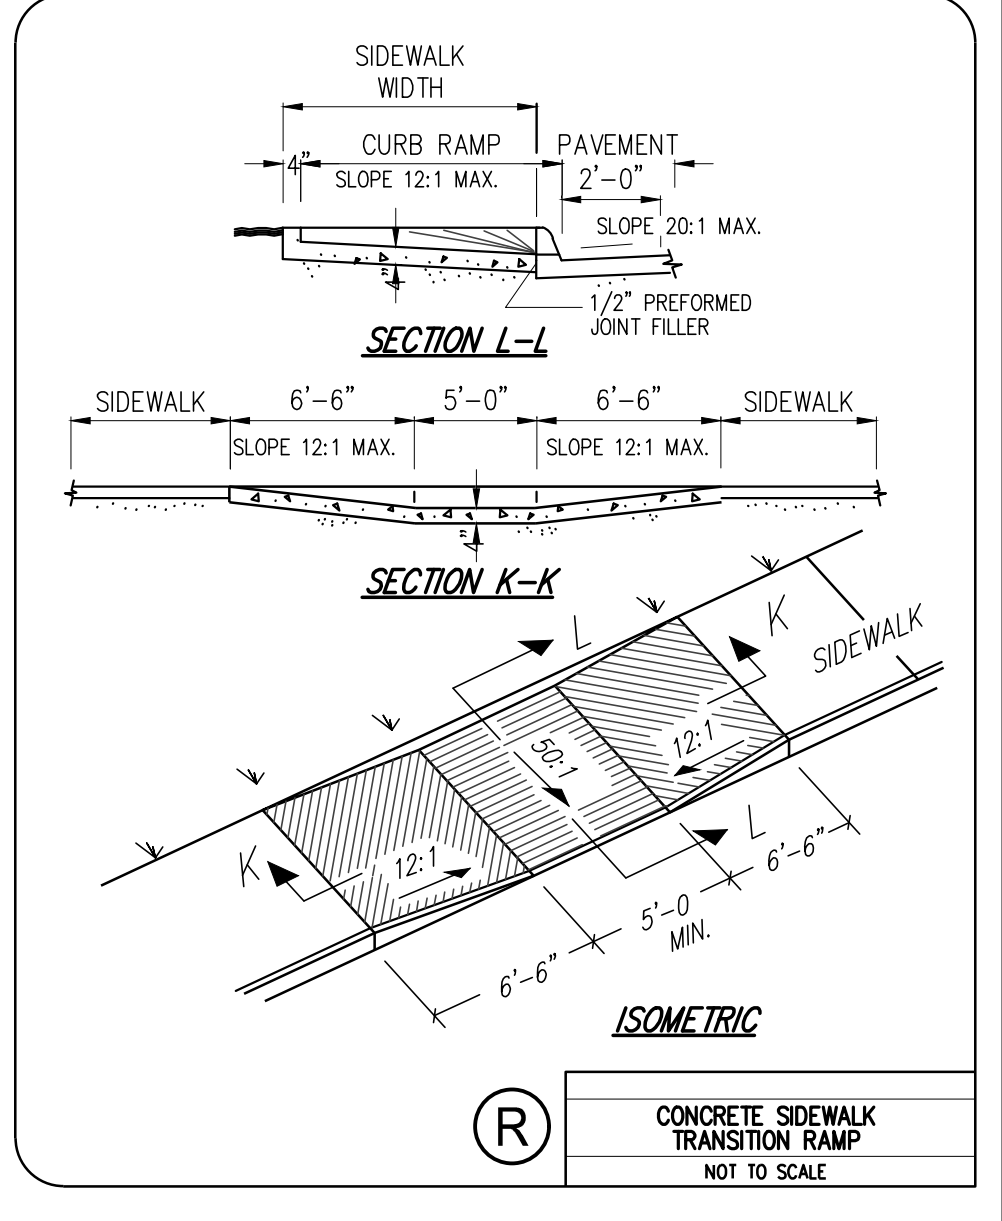 SIDEWALK
WIDTH
4"
CURB RAMP
PAVEMENT
SLOPE 12:1 MAX.
2'-0"
SLOPE 20:1 MAX.
4"
1/2" PREFORMED
JOINT FILLER
SECTION L-L
SIDEWALK
6'-6"
5'-0"
6'-6"
SIDEWALK
SLOPE 12:1 MAX.
SLOPE 12:1 MAX.
4"
SECTION K-K
L
K
SIDEWALK
50:1
12:1
L
K
12:1
6'-6"
5'-0
MIN.
6'-6"
ISOMETRIC
R
CONCRETE SIDEWALK
TRANSITION RAMP
NOT TO SCALE